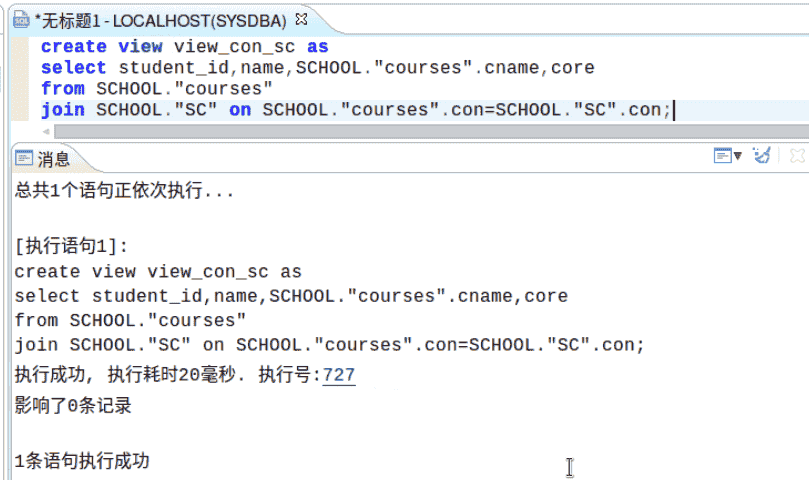 *无标题1 - LOCALHOST(SYSDBA)
create view view_con_sc as
select student_id,name,SCHOOL."courses".cname,core
from SCHOOL."courses"
join SCHOOL."SC" on SCHOOL."courses".con=SCHOOL."SC".con;
消息
总共1个语句正依次执行...
[执行语句1]:
create view view_con_sc as
select student_id,name,SCHOOL."courses".cname,core
from SCHOOL."courses"
join SCHOOL."SC" on SCHOOL."courses".con=SCHOOL."SC".con;
执行成功, 执行耗时20毫秒. 执行号:727
影响了0条记录
1条语句执行成功